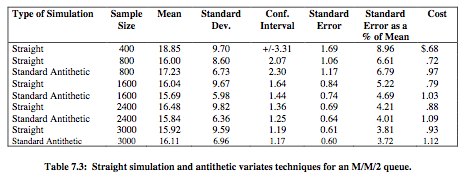 Type of Simulation Sample Size Mean Standard Dev. Conf. Interval Standard Error Standard Error as a % of Mean Cost
Straight 400 18.85 9.70 +/-3.31 1.69 8.96 $.68
Straight 800 16.00 8.60 2.07 1.06 6.61 .72
Standard Antithetic 800 17.23 6.73 2.30 1.17 6.79 .97
Straight 1600 16.04 9.67 1.64 0.84 5.22 .79
Straight 1600 15.69 5.98 1.44 0.74 4.69 1.03
Straight 2400 16.48 9.82 1.36 0.69 4.21 .88
Standard Antithetic 2400 15.84 6.36 1.25 0.64 4.01 1.09
Straight 3000 15.92 9.59 1.19 0.61 3.81 .93
Standard Antithetic 3000 16.11 6.96 1.17 0.60 3.72 1.12
Table 7.3: Straight simulation and antithetic variates techniques for an M/M/2 queue.